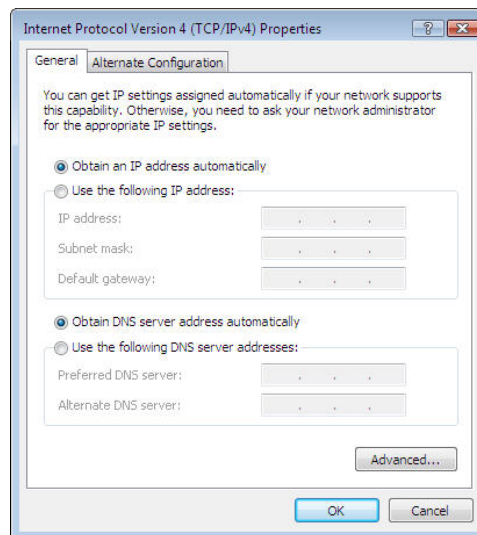 Internet Protocol Version 4 (TCP/IPv4) Properties
General
Alternate Configuration
You can get IP settings assigned automatically if your network supports
this capability. Otherwise, you need to ask your network administrator
for the appropriate IP settings.
Obtain an IP address automatically
Use the following IP address:
IP address:
Subnet mask:
Default gateway:
Obtain DNS server address automatically
Use the following DNS server addresses:
Preferred DNS server:
Alternate DNS server:
Advanced...
OK
Cancel